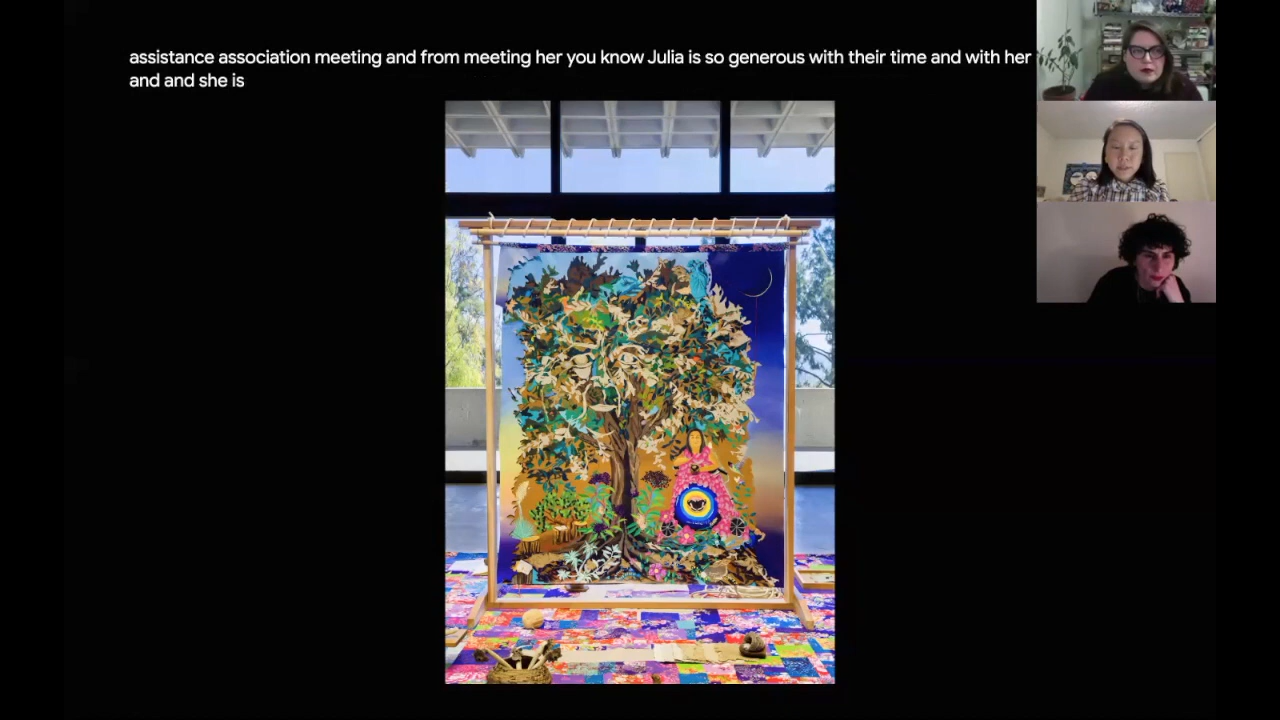 assistance association meeting and from meeting her you know Julia is so generous with their time and with her
and and she is